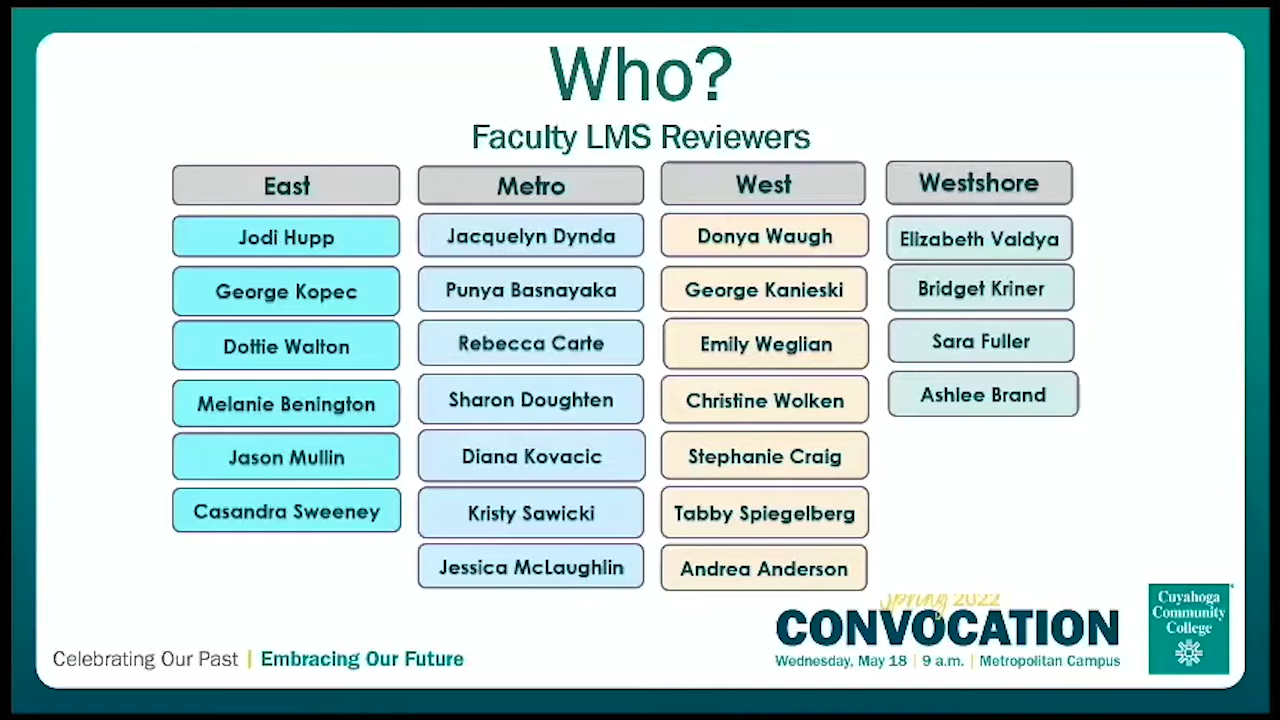 Who?
Faculty LMS Reviewers
East
Jodi Hupp
George Kopec
Dottie Walton
Melanie Benington
Jason Mullin
Casandra Sweeney
Metro
Jacquelyn Dynda
Punya Basnayaka
Rebecca Carte
Sharon Doughten
Diana Kovacic
Kristy Sawicki
Jessica McLaughlin
West
Donya Waugh
George Kanieski
Emily Weglian
Christine Wolken
Stephanie Craig
Tabby Spiegelberg
Andrea Anderson
Westshore
Elizabeth Valdya
Bridget Kriner
Sara Fuller
Ashlee Brand
Celebrating Our Past | Embracing Our Future
Spring 2022
CONVOCATION
Wednesday, May 18 | 9 a.m. | Metropolitan Campus
Cuyahoga
Community
College